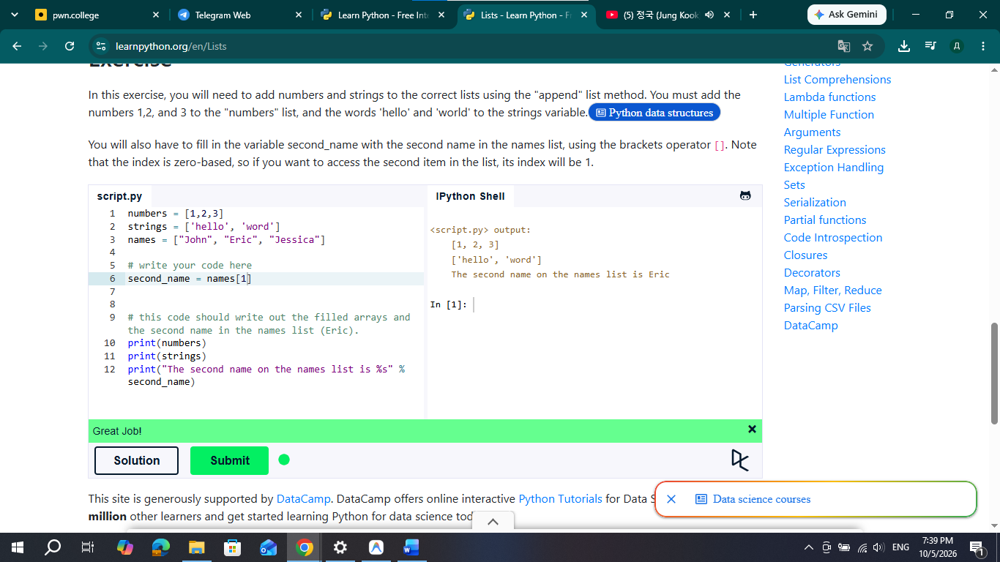 pwn.college
Telegram Web
Learn Python - Free Inte
Lists - Learn Python - F
(5) 정국 (Jung Kook
Ask Gemini
learnpython.org/en/Lists
Д
Exercise
In this exercise, you will need to add numbers and strings to the correct lists using the "append" list method. You must add the
numbers 1,2, and 3 to the "numbers" list, and the words 'hello' and 'world' to the strings variable. Python data structures
You will also have to fill in the variable second_name with the second name in the names list, using the brackets operator []. Note
that the index is zero-based, so if you want to access the second item in the list, its index will be 1.
script.py
1 numbers = [1,2,3]
2 strings = ['hello', 'word']
3 names = ["John", "Eric", "Jessica"]
4
5 # write your code here
6 second_name = names[1]
7
8
9 # this code should write out the filled arrays and
the second name in the names list (Eric).
10 print(numbers)
11 print(strings)
12 print("The second name on the names list is %s" %
second_name)
IPython Shell
<script.py> output:
[1, 2, 3]
['hello', 'word']
The second name on the names list is Eric
In [1]:
Great Job!
Solution
Submit
This site is generously supported by DataCamp. DataCamp offers online interactive Python Tutorials for Data S
million other learners and get started learning Python for data science tod
Generators
List Comprehensions
Lambda functions
Multiple Function
Arguments
Regular Expressions
Exception Handling
Sets
Serialization
Partial functions
Code Introspection
Closures
Decorators
Map, Filter, Reduce
Parsing CSV Files
DataCamp
Data science courses
ENG
7:39 PM
10/5/2026
1